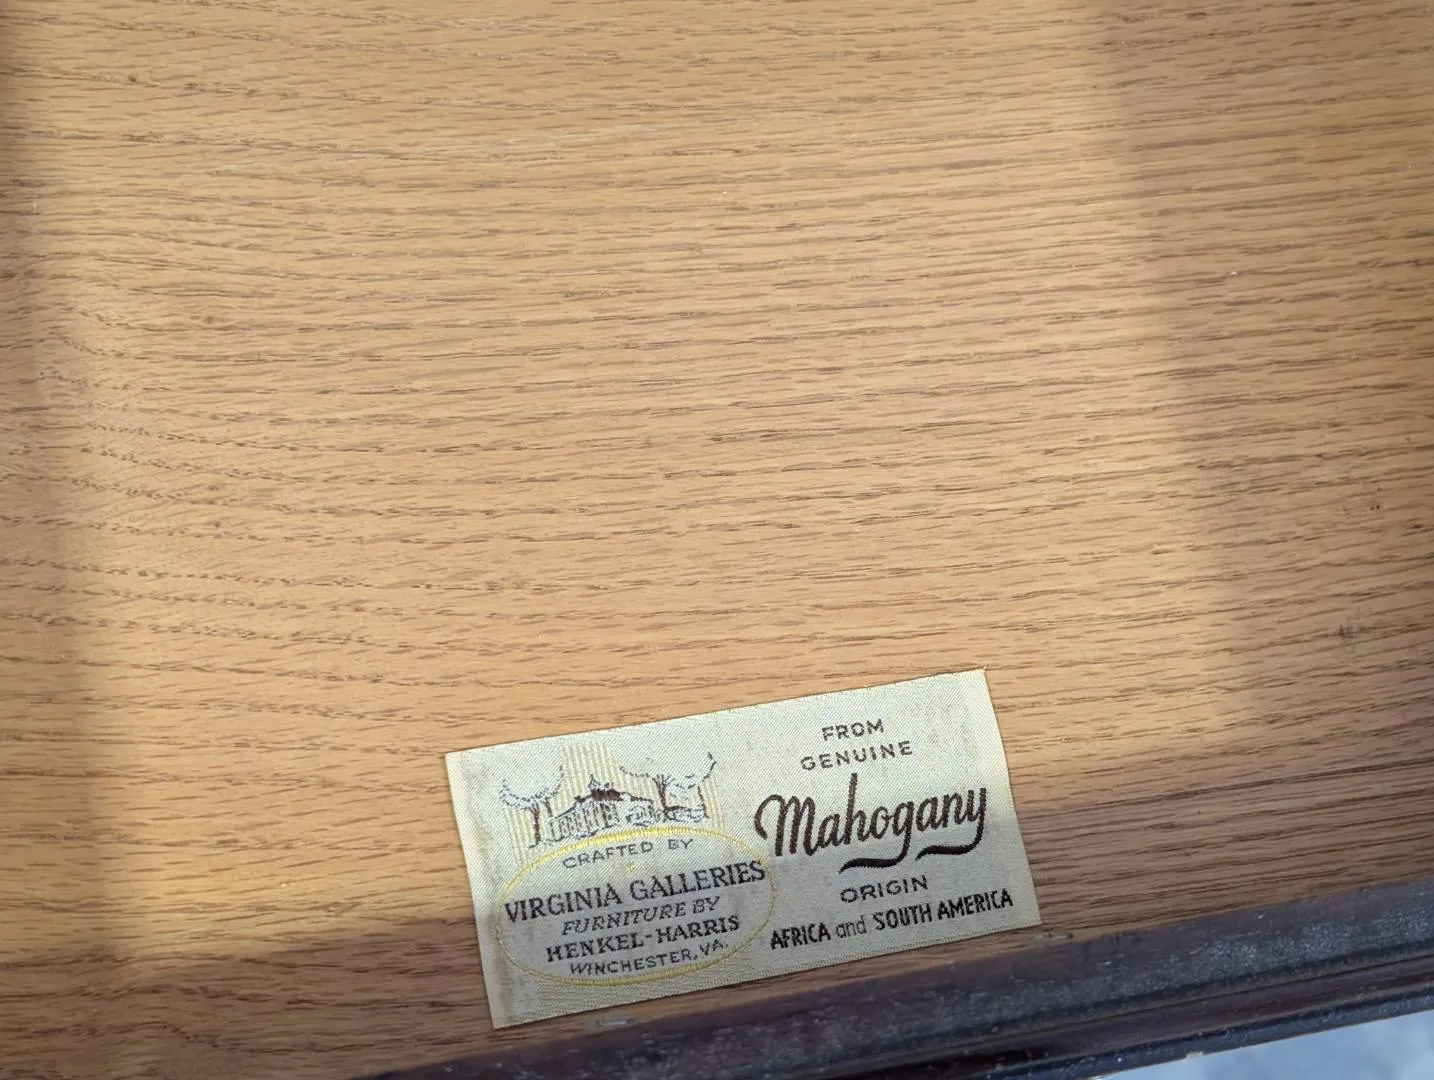 CRAFTED BY
VIRGINIA GALLERIES
FURNITURE BY
HENKEL-HARRIS
WINCHESTER, VA.
FROM
GENUINE
Mahogany
ORIGIN
AFRICA and SOUTH AMERICA